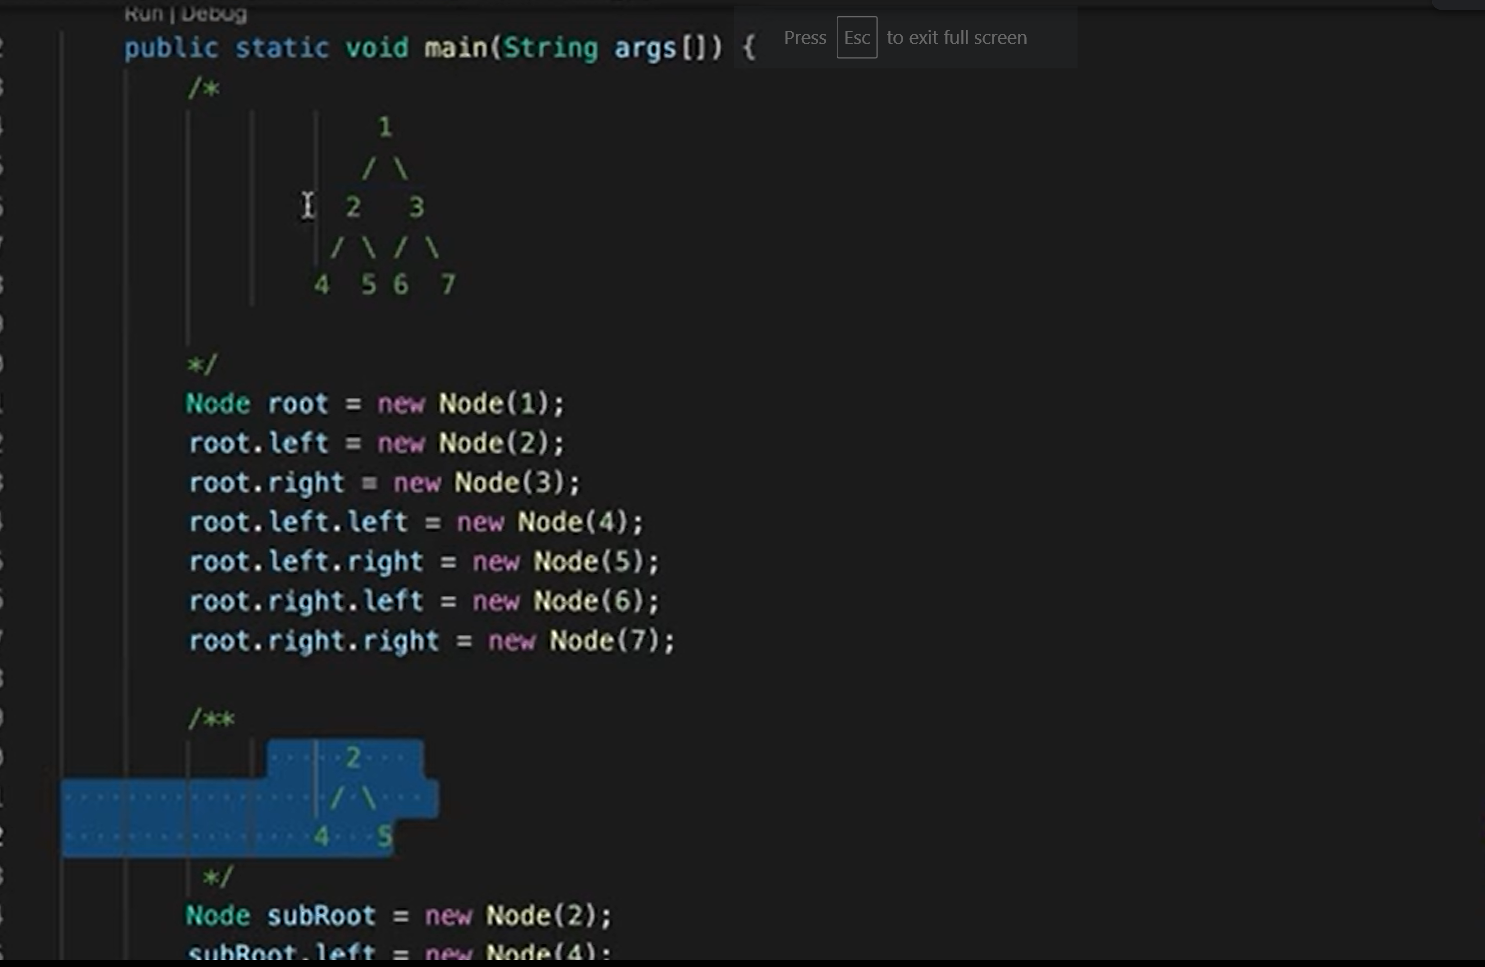 Run | Debug
public static void main(String args[]) {
Press Esc to exit full screen
/*
1
/ \
2 3
/ \ / \
4 5 6 7
*/
Node root = new Node(1);
root.left = new Node(2);
root.right = new Node(3);
root.left.left = new Node(4);
root.left.right = new Node(5);
root.right.left = new Node(6);
root.right.right = new Node(7);
/**
2
/ \
4 5
*/
Node subRoot = new Node(2);
subRoot.left = new Node(4);